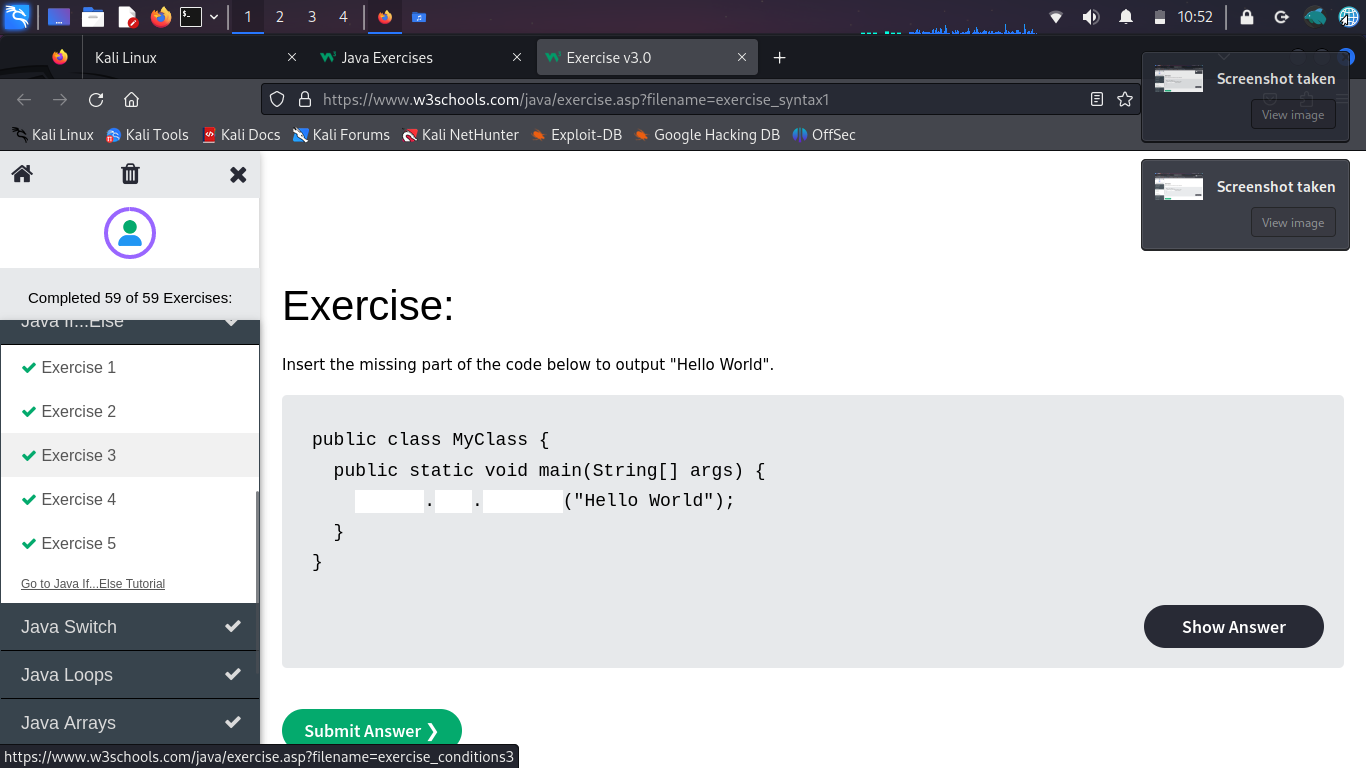 1 2 3 4 10:52
Kali Linux
Java Exercises
Exercise v3.0
https://www.w3schools.com/java/exercise.asp?filename=exercise_syntax1
Kali Linux Kali Tools Kali Docs Kali Forums Kali NetHunter Exploit-DB Google Hacking DB OffSec
Screenshot taken
View image
Screenshot taken
View image
Completed 59 of 59 Exercises:
Java If...Else
Exercise 1
Exercise 2
Exercise 3
Exercise 4
Exercise 5
Go to Java If...Else Tutorial
Java Switch
Java Loops
Java Arrays
Exercise:
Insert the missing part of the code below to output "Hello World".
public class MyClass {
public static void main(String[] args) {
. . ("Hello World");
}
}
Show Answer
Submit Answer ❯
https://www.w3schools.com/java/exercise.asp?filename=exercise_conditions3